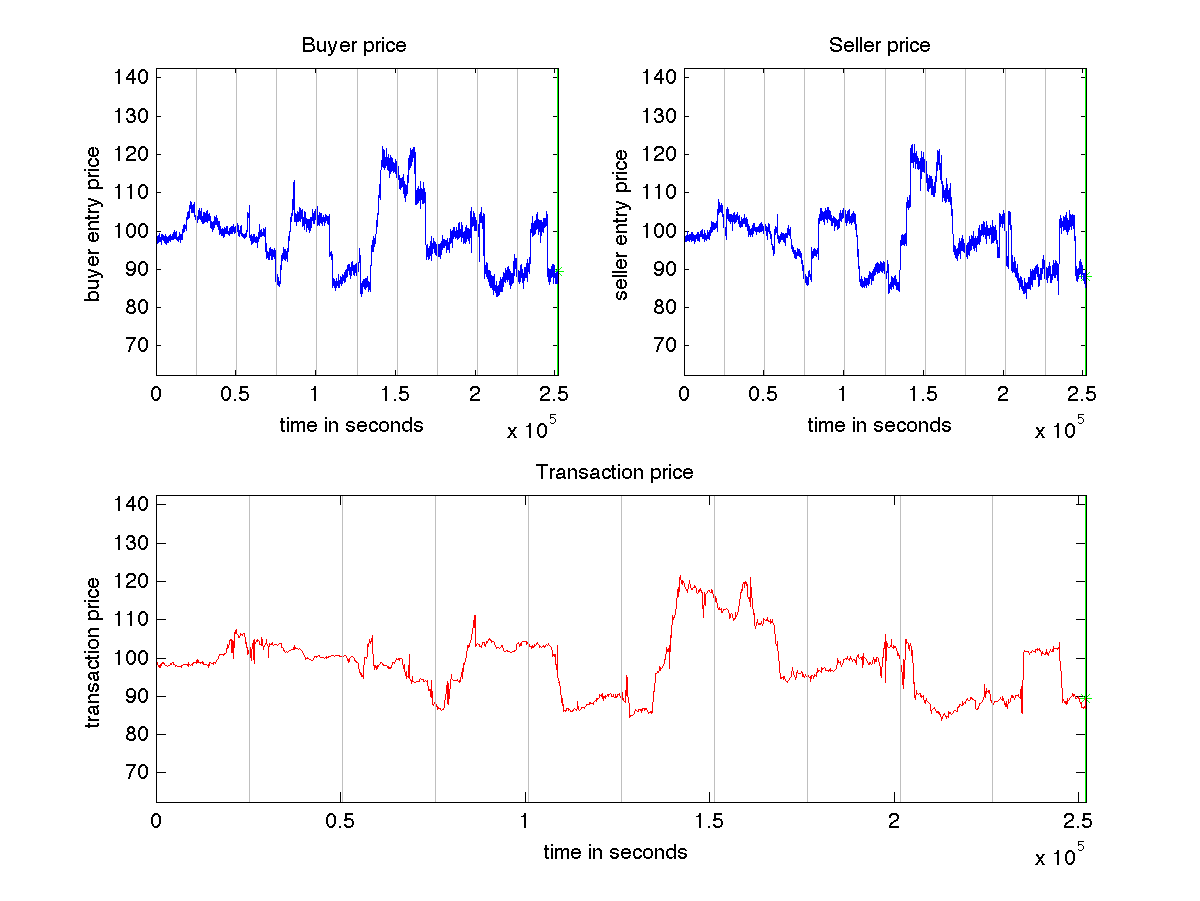 Buyer price
buyer entry price
140
130
120
110
100
90
80
70
0 0.5 1 1.5 2 2.5
time in seconds
x 10^5
Seller price
seller entry price
140
130
120
110
100
90
80
70
0 0.5 1 1.5 2 2.5
time in seconds
x 10^5
Transaction price
transaction price
140
130
120
110
100
90
80
70
0 0.5 1 1.5 2 2.5
time in seconds
x 10^5